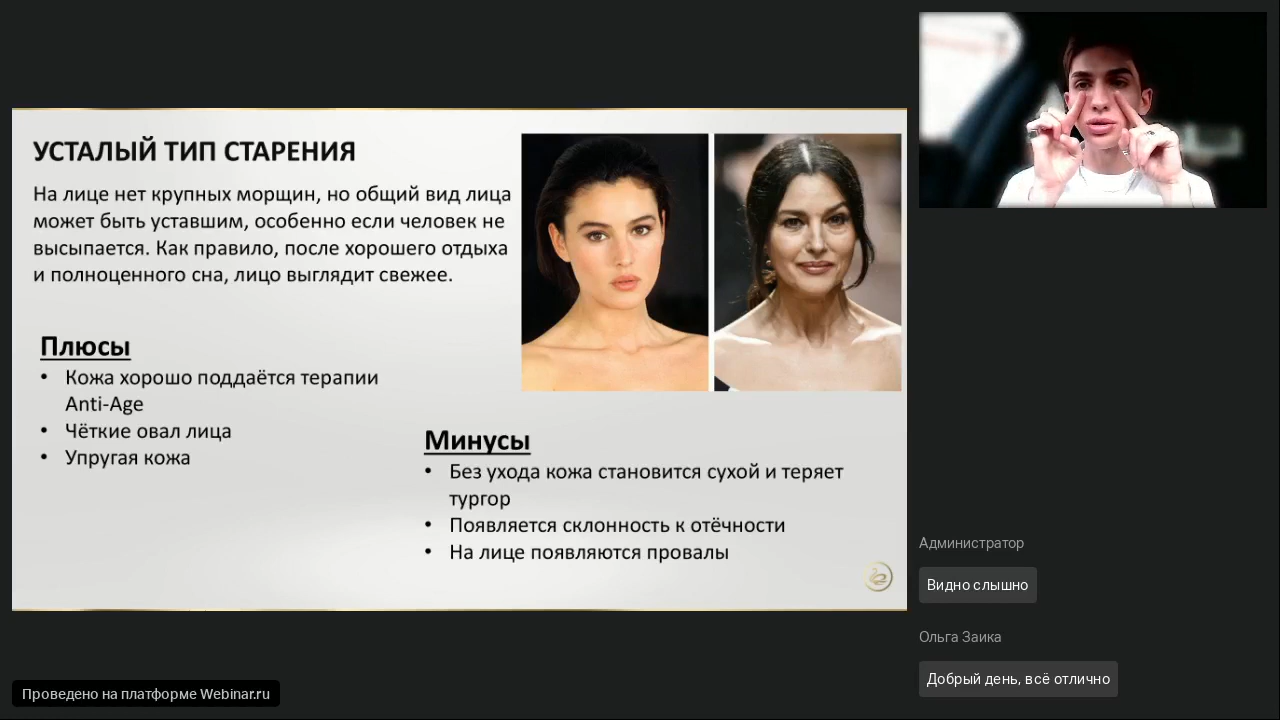 УСТАЛЫЙ ТИП СТАРЕНИЯ
На лице нет крупных морщин, но общий вид лица
может быть уставшим, особенно если человек не
высыпается. Как правило, после хорошего отдыха
и полноценного сна, лицо выглядит свежее.
Плюсы
• Кожа хорошо поддаётся терапии
Anti-Age
• Чёткие овал лица
• Упругая кожа
Минусы
• Без ухода кожа становится сухой и теряет
тургор
• Появляется склонность к отёчности
• На лице появляются провалы
Администратор
Видно слышно
Ольга Заика
Добрый день, всё отлично
Проведено на платформе Webinar.ru